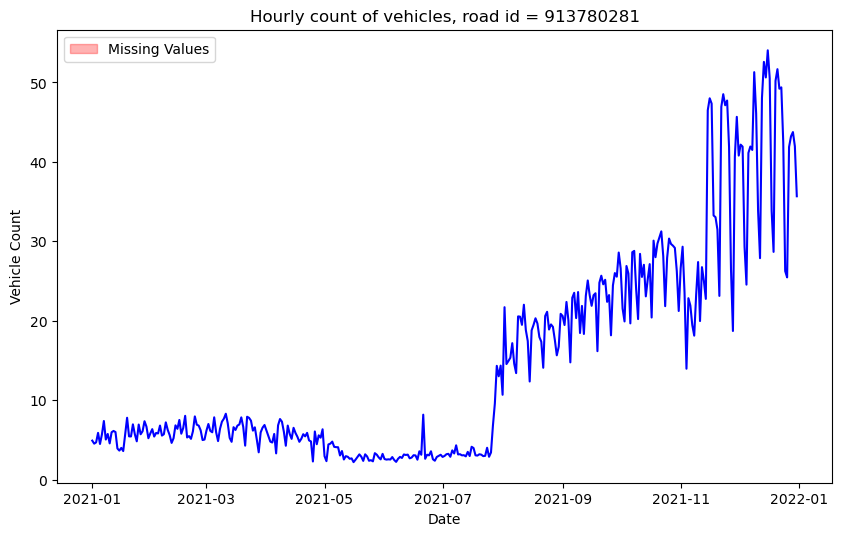 Hourly count of vehicles, road id = 913780281
Missing Values
Vehicle Count
50
40
30
20
10
0
2021-01 2021-03 2021-05 2021-07 2021-09 2021-11 2022-01
Date